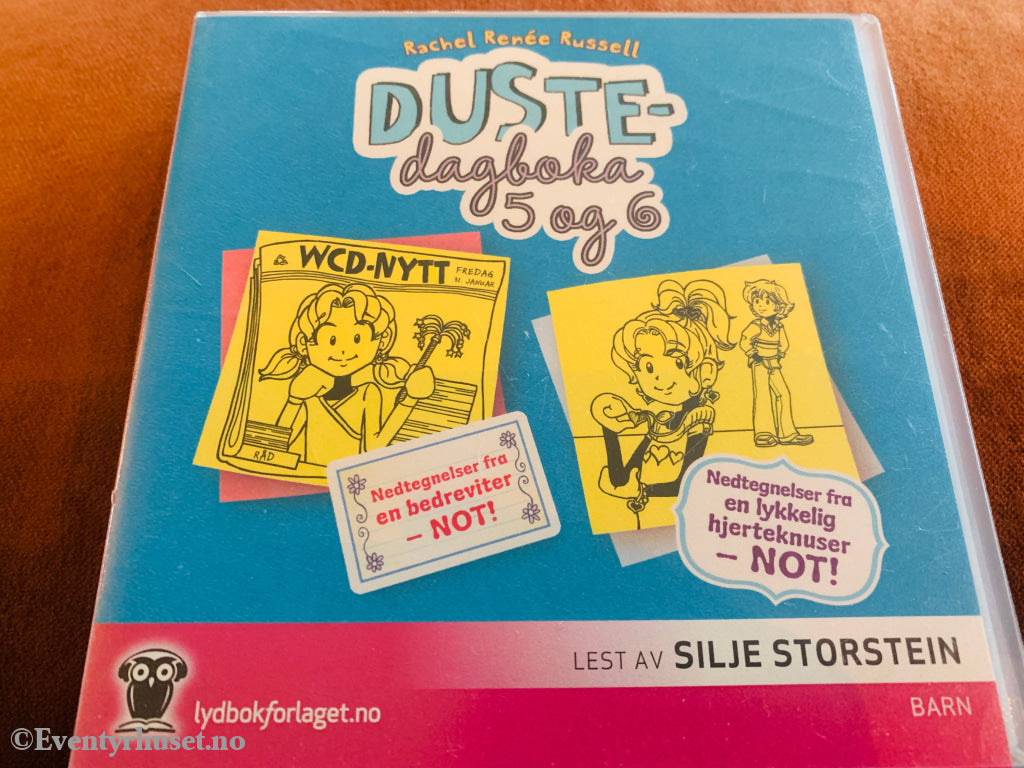 Rachel Renée Russell
DUSTE-
dagboka
5 og 6
WCD-NYTT
FREDAG
31. JANUAR
RÅD
Nedtegnelser fra
en bedreviter
– NOT!
Nedtegnelser fra
en lykkelig
hjerteknuser
– NOT!
LEST AV SILJE STORSTEIN
lydbokforlaget.no
BARN
©Eventyrhuset.no